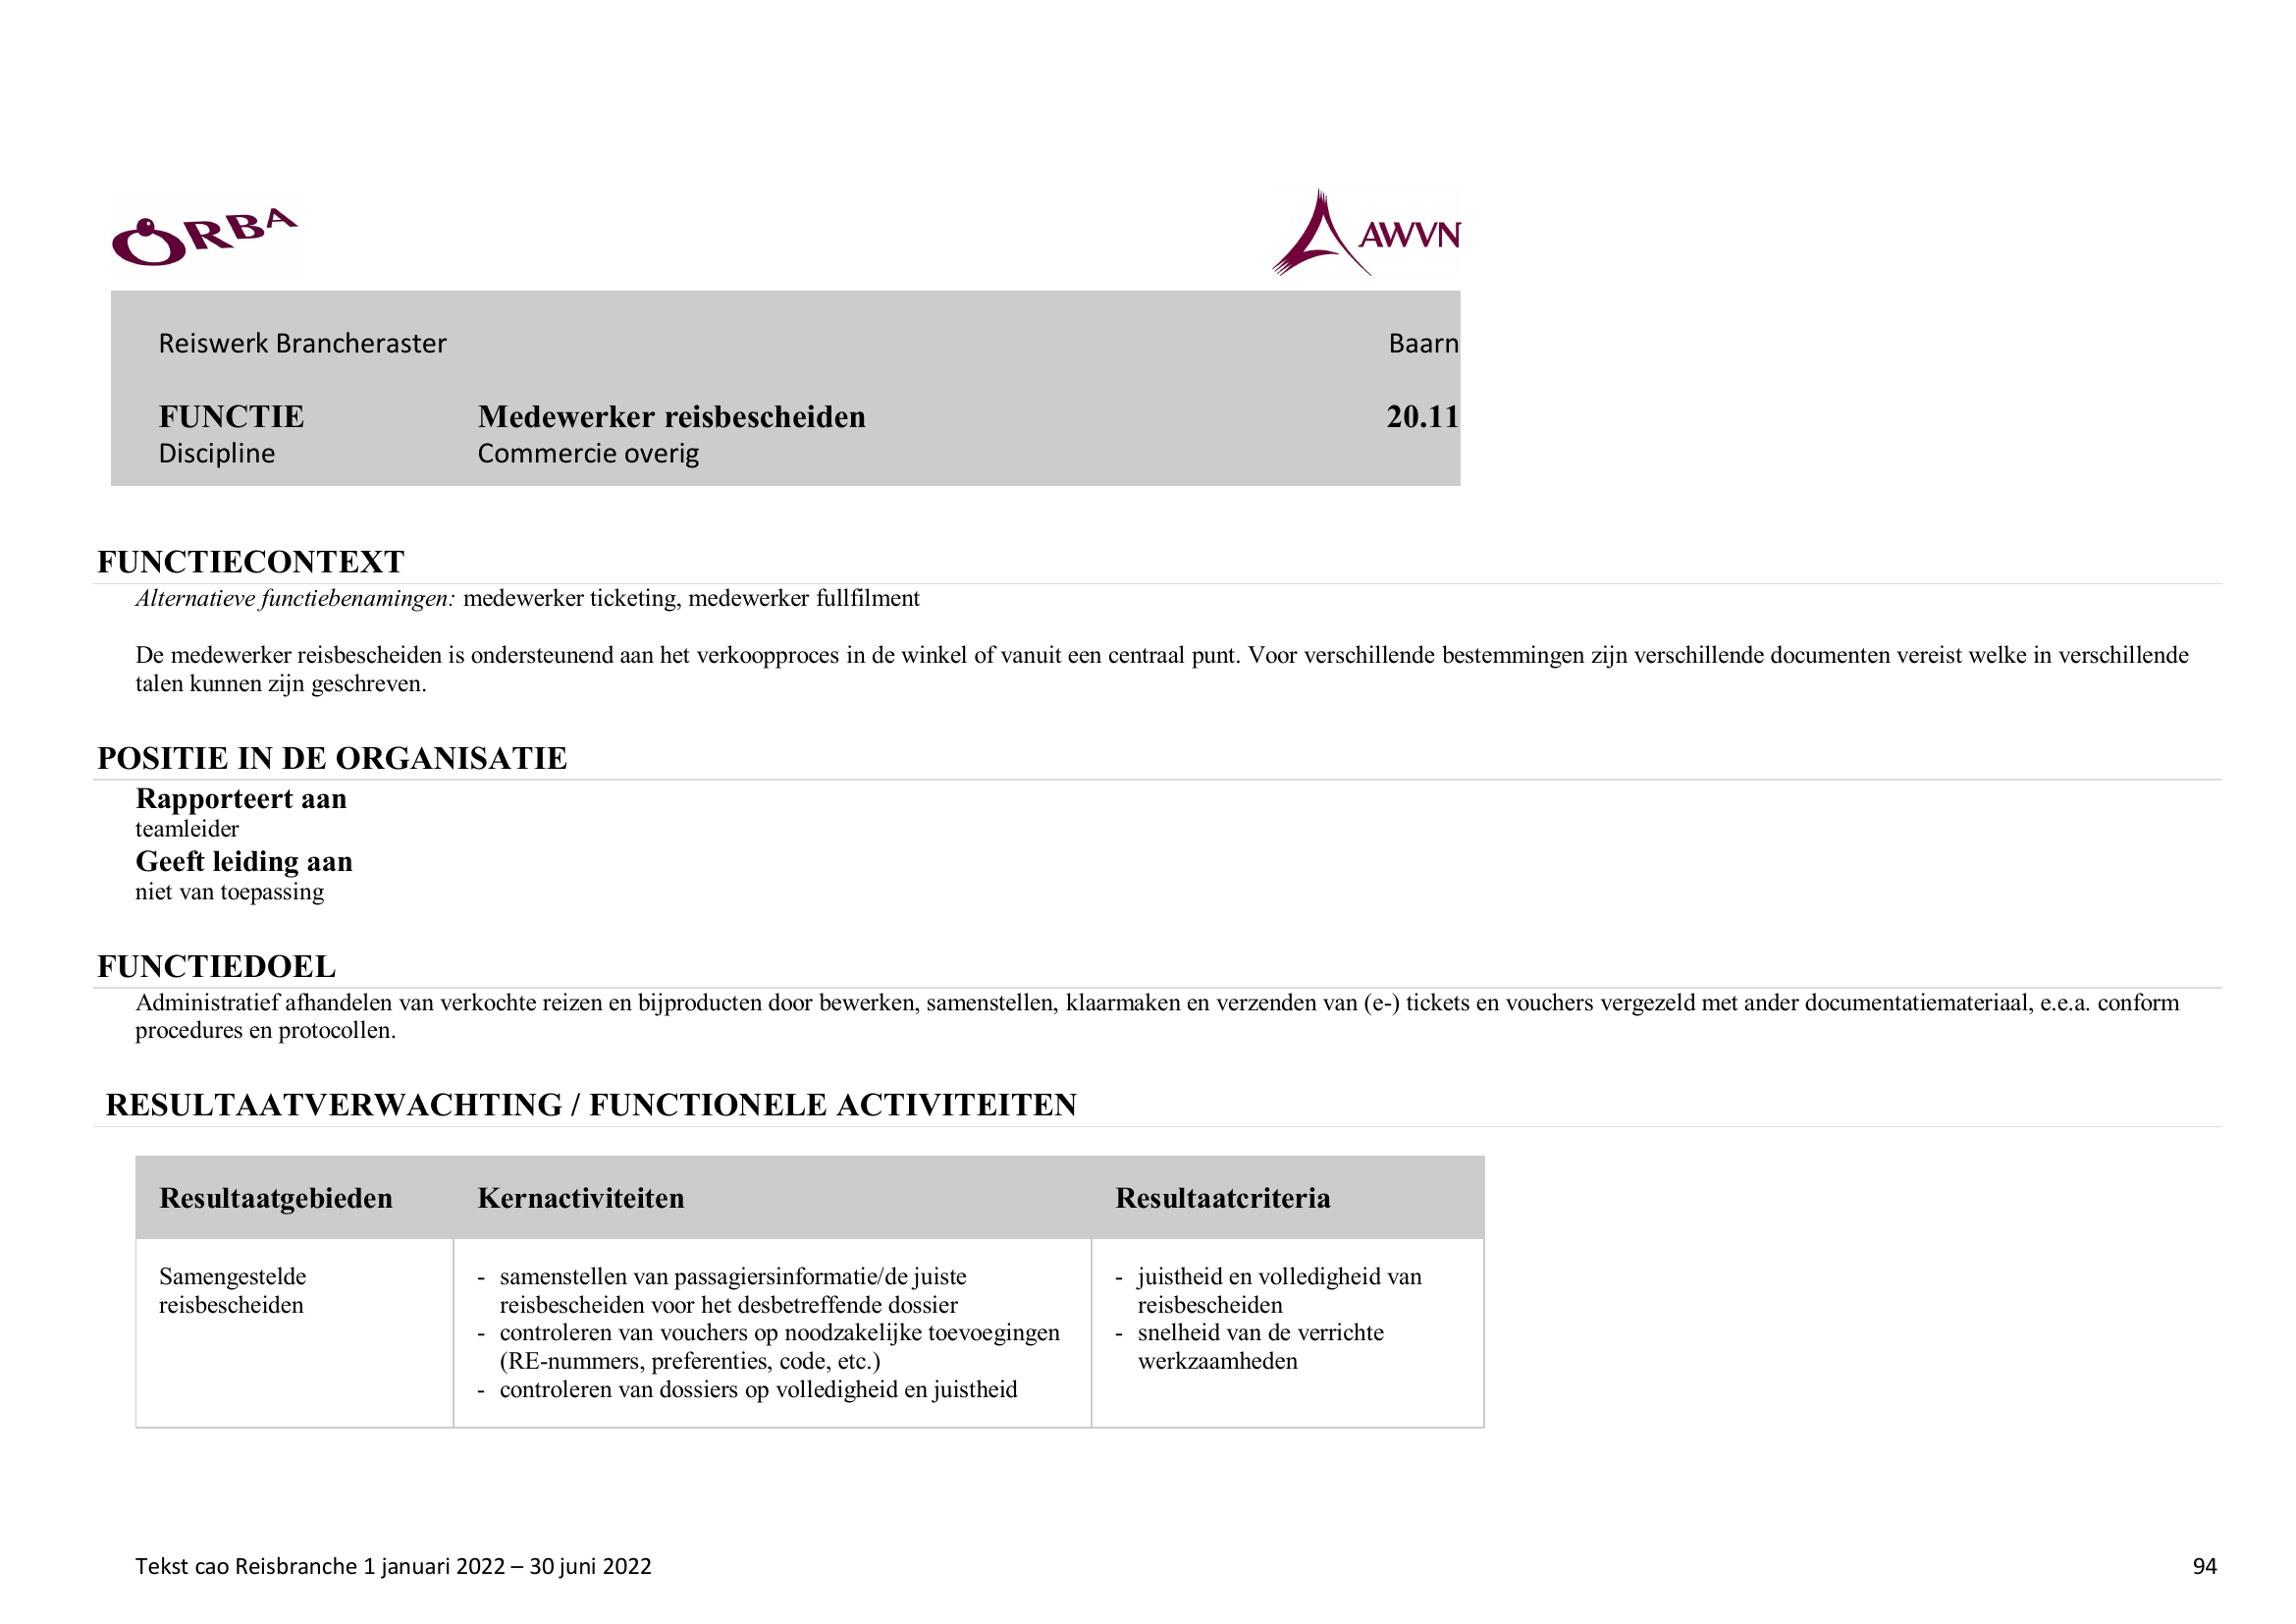 ORBA
AWVN
Reiswerk Brancheraster Baarn
FUNCTIE Medewerker reisbescheiden 20.11
Discipline Commercie overig
FUNCTIECONTEXT
Alternatieve functiebenamingen: medewerker ticketing, medewerker fullfilment
De medewerker reisbescheiden is ondersteunend aan het verkoopproces in de winkel of vanuit een centraal punt. Voor verschillende bestemmingen zijn verschillende documenten vereist welke in verschillende
talen kunnen zijn geschreven.
POSITIE IN DE ORGANISATIE
Rapporteert aan
teamleider
Geeft leiding aan
niet van toepassing
FUNCTIEDOEL
Administratief afhandelen van verkochte reizen en bijproducten door bewerken, samenstellen, klaarmaken en verzenden van (e-) tickets en vouchers vergezeld met ander documentatiemateriaal, e.e.a. conform
procedures en protocollen.
RESULTAATVERWACHTING / FUNCTIONELE ACTIVITEITEN
Resultaatgebieden Kernactiviteiten Resultaatcriteria
Samengestelde
reisbescheiden
- samenstellen van passagiersinformatie/de juiste
reisbescheiden voor het desbetreffende dossier
- controleren van vouchers op noodzakelijke toevoegingen
(RE-nummers, preferenties, code, etc.)
- controleren van dossiers op volledigheid en juistheid
- juistheid en volledigheid van
reisbescheiden
- snelheid van de verrichte
werkzaamheden
Tekst cao Reisbranche 1 januari 2022 – 30 juni 2022 94